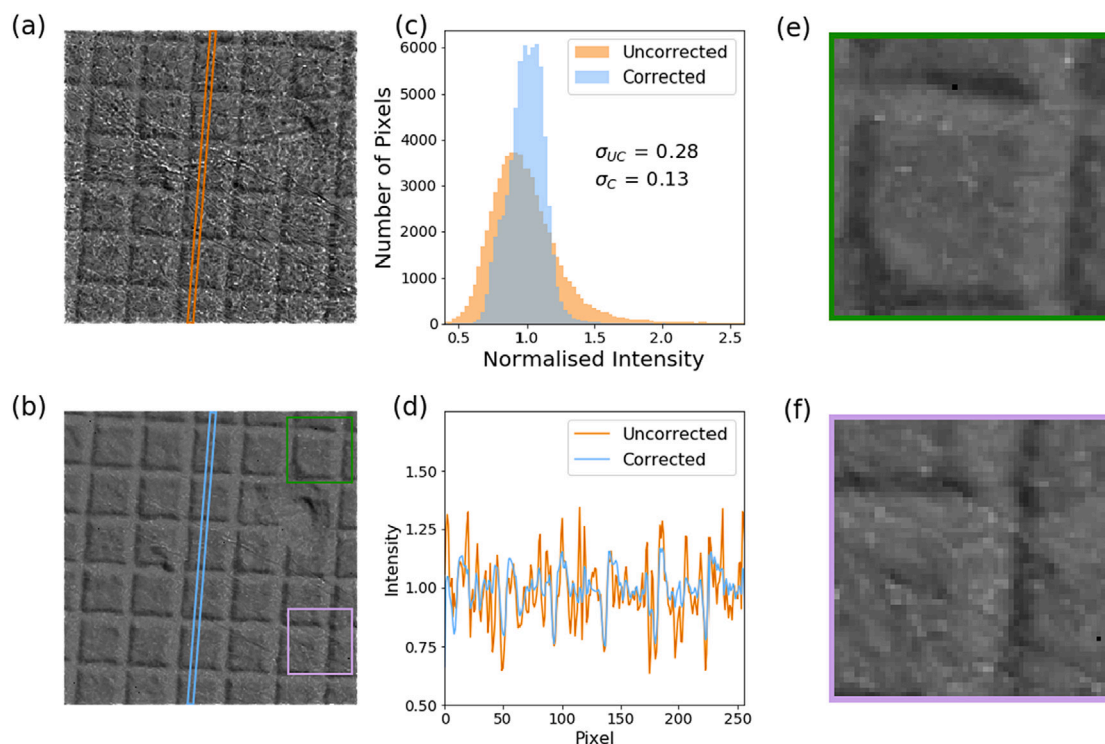 (a)
(b)
(c)
Uncorrected
Corrected
σUC = 0.28
σC = 0.13
Number of Pixels
6000
5000
4000
3000
2000
1000
0
0.5 1.0 1.5 2.0 2.5
Normalised Intensity
(d)
Uncorrected
Corrected
Intensity
1.50
1.25
1.00
0.75
0.50
0 50 100 150 200 250
Pixel
(e)
(f)